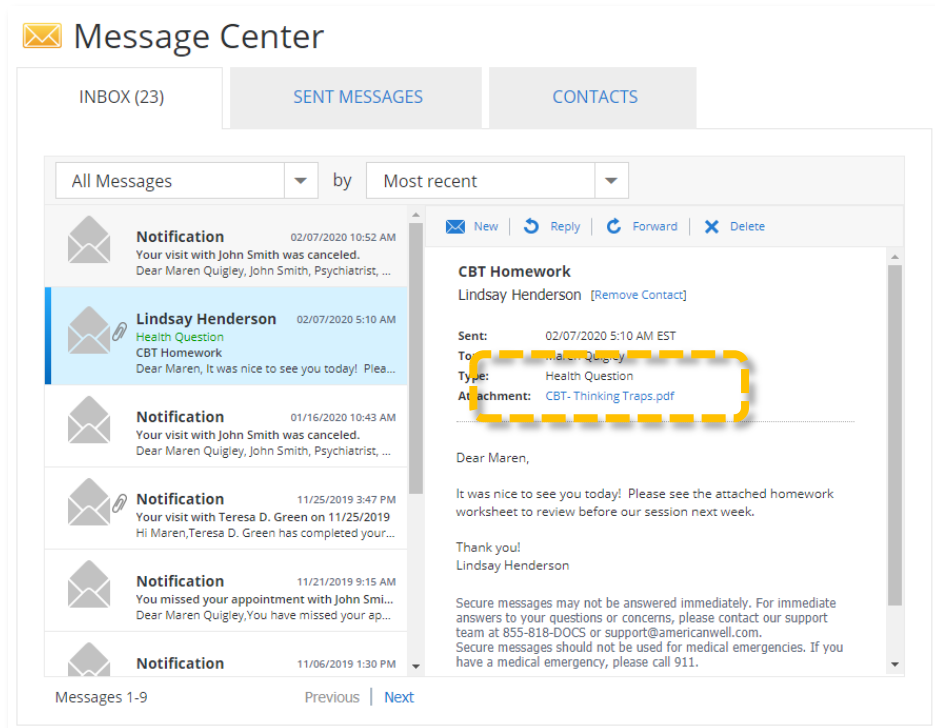 Message Center
INBOX (23)
SENT MESSAGES
CONTACTS
All Messages
by
Most recent
Notification 02/07/2020 10:52 AM
Your visit with John Smith was canceled.
Dear Maren Quigley, John Smith, Psychiatrist, ...
Lindsay Henderson 02/07/2020 5:10 AM
Health Question
CBT Homework
Dear Maren, It was nice to see you today! Plea...
Notification 01/16/2020 10:43 AM
Your visit with John Smith was canceled.
Dear Maren Quigley, John Smith, Psychiatrist, ...
Notification 11/25/2019 3:47 PM
Your visit with Teresa D. Green on 11/25/2019
Hi Maren,Teresa D. Green has completed your...
Notification 11/21/2019 9:15 AM
You missed your appointment with John Smi...
Dear Maren Quigley,You have missed your ap...
Notification 11/06/2019 1:30 PM
Messages 1-9
Previous | Next
New | Reply | Forward | Delete
CBT Homework
Lindsay Henderson [Remove Contact]
Sent: 02/07/2020 5:10 AM EST
To: Maren Quigley
Type: Health Question
Attachment: CBT- Thinking Traps.pdf
Dear Maren,
It was nice to see you today! Please see the attached homework
worksheet to review before our session next week.
Thank you!
Lindsay Henderson
Secure messages may not be answered immediately. For immediate
answers to your questions or concerns, please contact our support
team at 855-818-DOCS or support@americanwell.com.
Secure messages should not be used for medical emergencies. If you
have a medical emergency, please call 911.